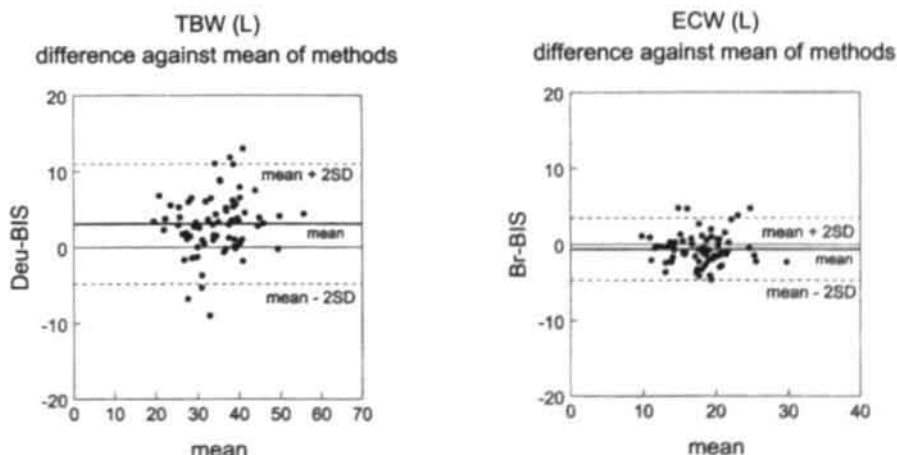 TBW (L)
difference against mean of methods
20
10
0
-10
-20
Deu-BIS
mean + 2SD
mean
mean - 2SD
0 10 20 30 40 50 60 70
mean
ECW (L)
difference against mean of methods
20
10
0
-10
-20
Br-BIS
mean + 2SD
mean
mean - 2SD
0 10 20 30 40
mean